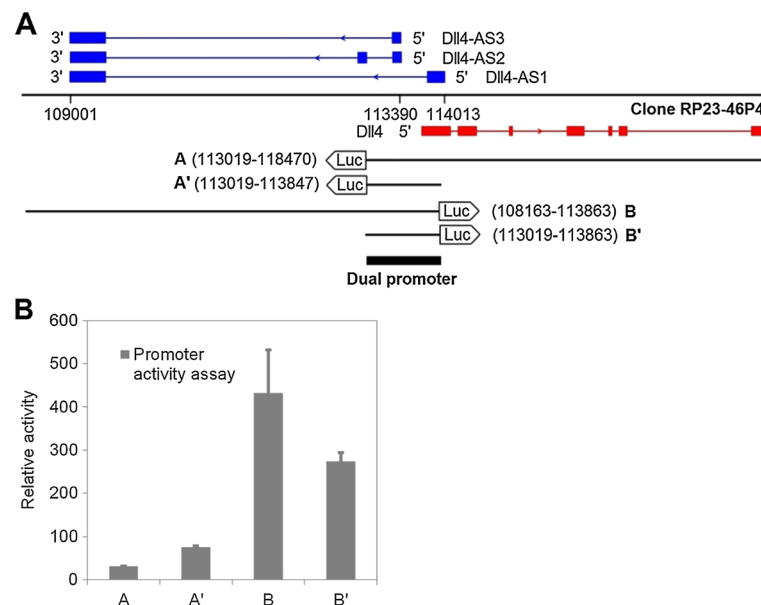 A
3' 5' Dll4-AS3
3' 5' Dll4-AS2
3' 5' Dll4-AS1
109001 113390 114013 Clone RP23-46P4
Dll4 5'
A (113019-118470) Luc
A' (113019-113847) Luc
Luc (108163-113863) B
Luc (113019-113863) B'
Dual promoter
B
600
500
400
300
200
100
0
Relative activity
Promoter
activity assay
A A' B B'